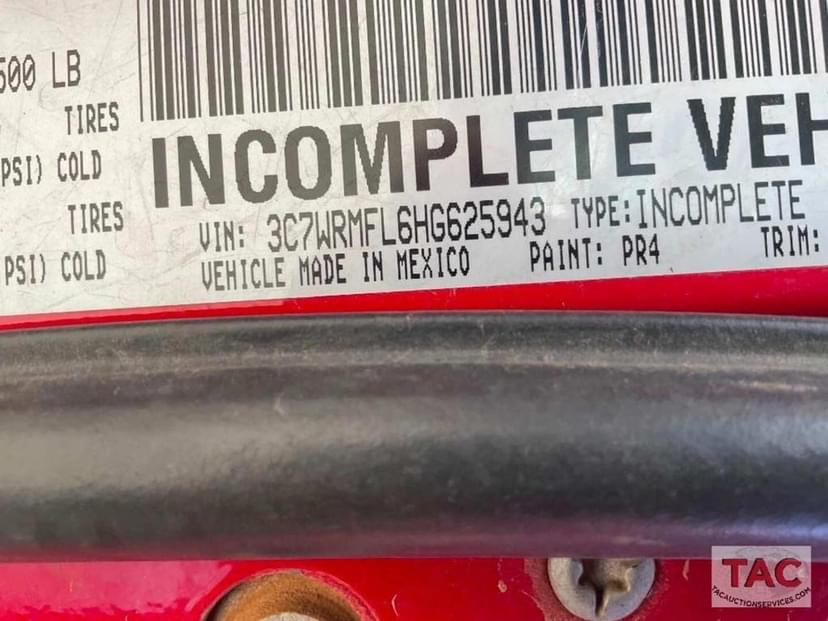 500 LB
TIRES
PSI) COLD
TIRES
PSI) COLD
INCOMPLETE VEH
VIN: 3C7WRMFL6HG625943 TYPE: INCOMPLETE
VEHICLE MADE IN MEXICO PAINT: PR4 TRIM:
TAC
TACAUCTIONSERVICES.COM